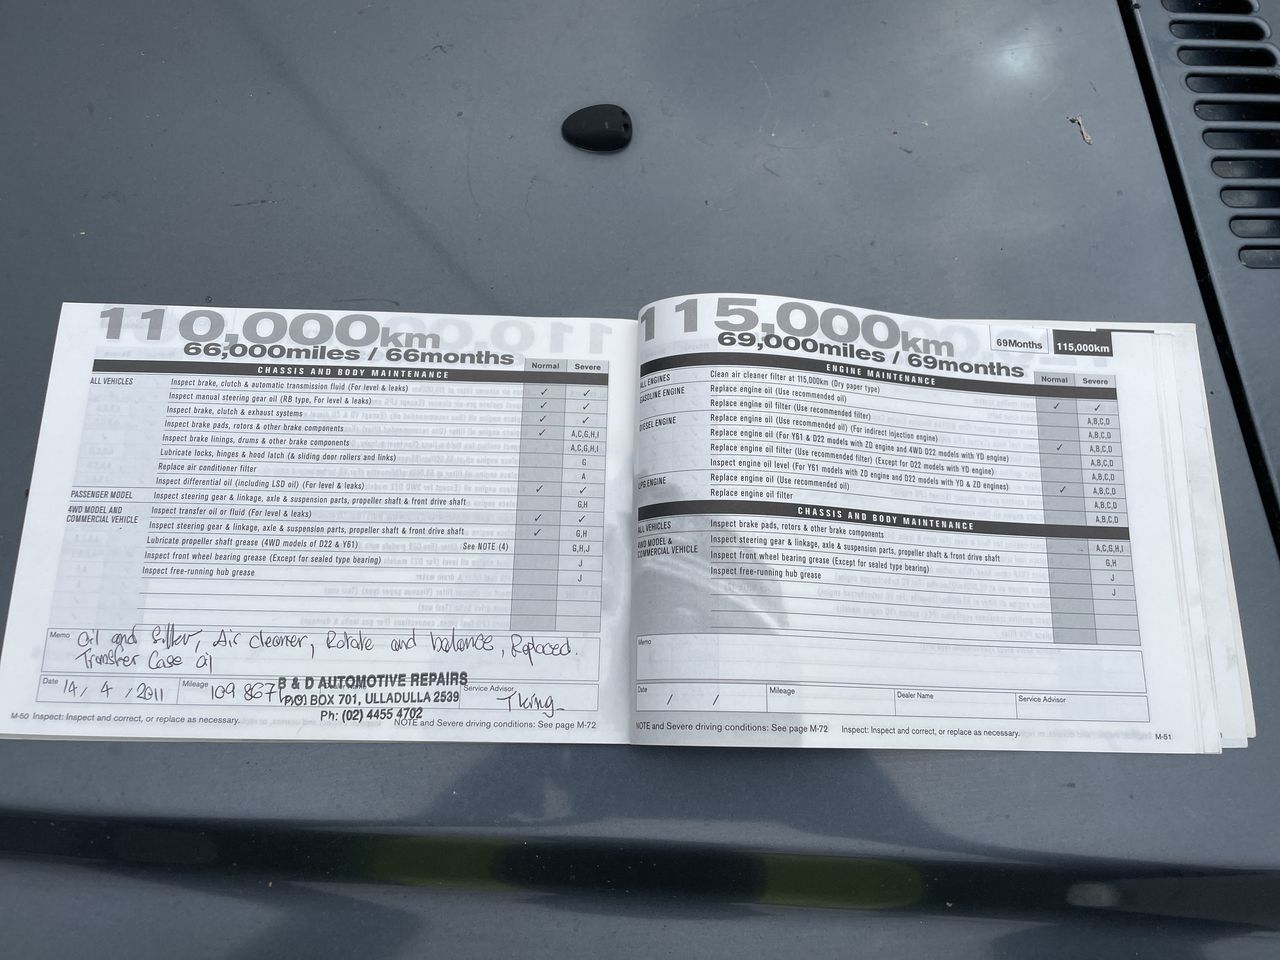 110,000km
66,000miles / 66months
CHASSIS AND BODY MAINTENANCE Normal Severe
ALL VEHICLES Inspect brake, clutch & automatic transmission fluid (For level & leaks) ✓ ✓
Inspect manual steering gear oil (RB type, For level & leaks) ✓ ✓
Inspect brake, clutch & exhaust systems ✓ ✓
Inspect brake pads, rotors & other brake components ✓ A,C,G,H,I
Inspect brake linings, drums & other brake components A,C,G,H,I
Lubricate locks, hinges & hood latch (& sliding door rollers and links) G
Replace air conditioner filter A
Inspect differential oil (including LSD oil) (For level & leaks) ✓ ✓
PASSENGER MODEL Inspect steering gear & linkage, axle & suspension parts, propeller shaft & front drive shaft G,H
4WD MODEL AND COMMERCIAL VEHICLE Inspect transfer oil or fluid (For level & leaks) ✓ ✓
Inspect steering gear & linkage, axle & suspension parts, propeller shaft & front drive shaft ✓ G,H
Lubricate propeller shaft grease (4WD models of D22 & Y61) See NOTE (4) G,H,J
Inspect front wheel bearing grease (Except for sealed type bearing) J
Inspect free-running hub grease J
Memo Oil and filter, Air cleaner, Rotate and balance, Replaced.
Transfer Case oil
Date 14 / 4 / 2011 Mileage 109 867 Service Advisor T King
B & D AUTOMOTIVE REPAIRS
P.O. BOX 701, ULLADULLA 2539
Ph: (02) 4455 4702
M-50 Inspect: Inspect and correct, or replace as necessary. NOTE and Severe driving conditions: See page M-72
115,000km
69,000miles / 69months
69Months 115,000km
ENGINE MAINTENANCE Normal Severe
ALL ENGINES Clean air cleaner filter at 115,000km (Dry paper type)
GASOLINE ENGINE Replace engine oil (Use recommended oil) ✓ ✓
Replace engine oil filter (Use recommended filter) A,B,C,D
DIESEL ENGINE Replace engine oil (Use recommended oil) (For indirect injection engine) A,B,C,D
Replace engine oil (For Y61 & D22 models with ZD engine and 4WD D22 models with YD engine) ✓ A,B,C,D
Replace engine oil filter (Use recommended filter) (Except for D22 models with YD engine) A,B,C,D
Inspect engine oil level (For Y61 models with ZD engine and D22 models with YD & ZD engines)
LPG ENGINE Replace engine oil (Use recommended oil) ✓ A,B,C,D
Replace engine oil filter A,B,C,D
A,B,C,D
CHASSIS AND BODY MAINTENANCE
ALL VEHICLES Inspect brake pads, rotors & other brake components A,C,G,H,I
4WD MODEL & COMMERCIAL VEHICLE Inspect steering gear & linkage, axle & suspension parts, propeller shaft & front drive shaft G,H
Inspect front wheel bearing grease (Except for sealed type bearing) J
Inspect free-running hub grease J
Memo
Date / / Mileage Dealer Name Service Advisor
NOTE and Severe driving conditions: See page M-72 Inspect: Inspect and correct, or replace as necessary. M-51